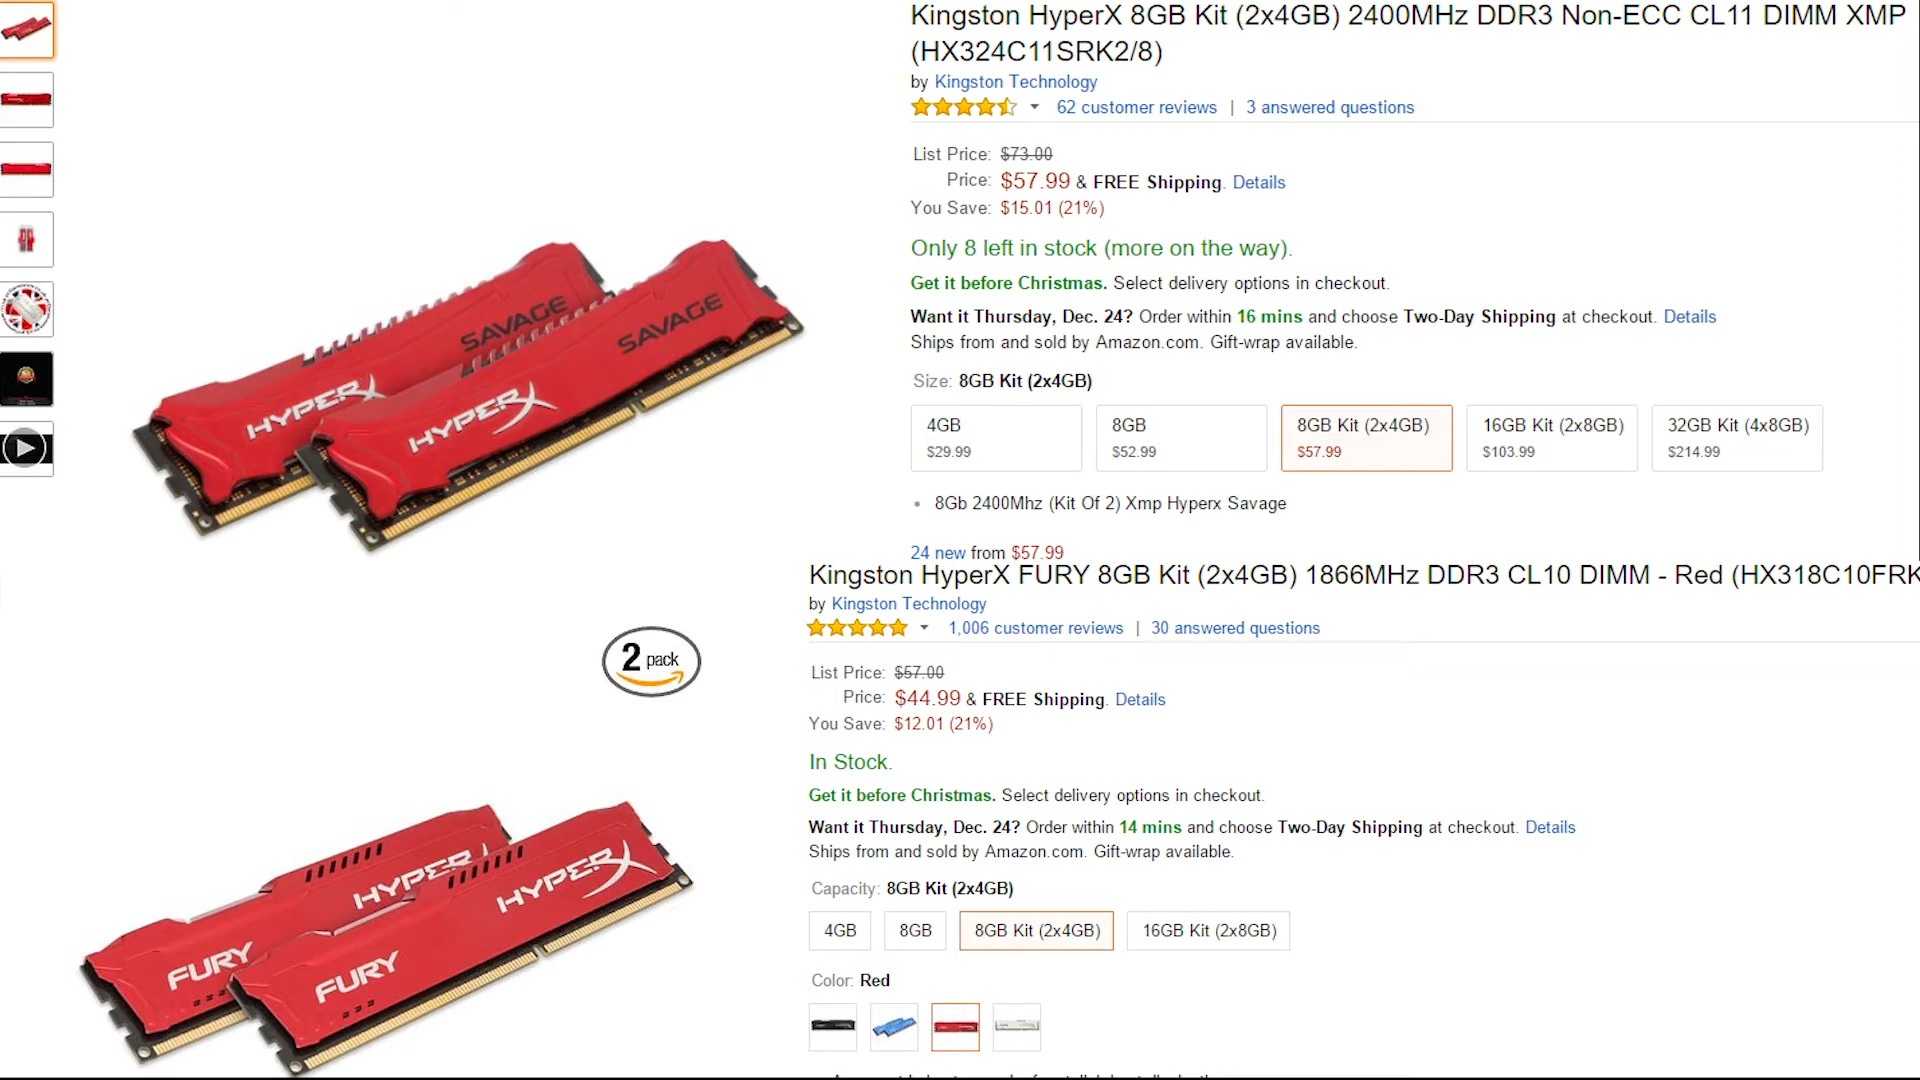 Kingston HyperX 8GB Kit (2x4GB) 2400MHz DDR3 Non-ECC CL11 DIMM XMP
(HX324C11SRK2/8)
by Kingston Technology
62 customer reviews | 3 answered questions
List Price: $73.00
Price: $57.99 & FREE Shipping. Details
You Save: $15.01 (21%)
Only 8 left in stock (more on the way).
Get it before Christmas. Select delivery options in checkout.
Want it Thursday, Dec. 24? Order within 16 mins and choose Two-Day Shipping at checkout. Details
Ships from and sold by Amazon.com. Gift-wrap available.
Size: 8GB Kit (2x4GB)
4GB 8GB 8GB Kit (2x4GB) 16GB Kit (2x8GB) 32GB Kit (4x8GB)
$29.99 $52.99 $57.99 $103.99 $214.99
• 8Gb 2400Mhz (Kit Of 2) Xmp Hyperx Savage
24 new from $57.99
HYPERX SAVAGE
HYPERX SAVAGE
Kingston HyperX FURY 8GB Kit (2x4GB) 1866MHz DDR3 CL10 DIMM - Red (HX318C10FRK
by Kingston Technology
1,006 customer reviews | 30 answered questions
List Price: $57.00
Price: $44.99 & FREE Shipping. Details
You Save: $12.01 (21%)
In Stock.
Get it before Christmas. Select delivery options in checkout.
Want it Thursday, Dec. 24? Order within 14 mins and choose Two-Day Shipping at checkout. Details
Ships from and sold by Amazon.com. Gift-wrap available.
Capacity: 8GB Kit (2x4GB)
4GB 8GB 8GB Kit (2x4GB) 16GB Kit (2x8GB)
Color: Red
2 pack
FURY HYPERX
FURY HYPERX